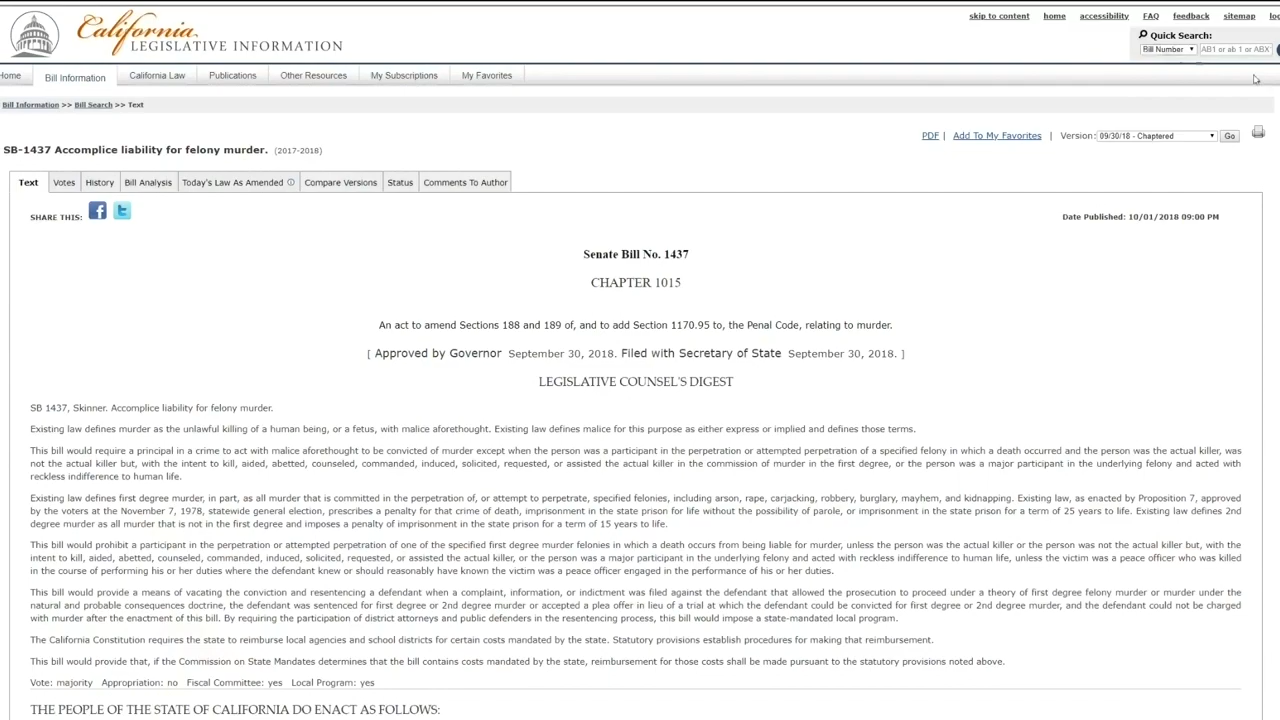 skip to content home accessibility FAQ feedback sitemap
California
LEGISLATIVE INFORMATION
Quick Search:
Bill Number AB1 or ab 1 or ABX
Home Bill Information California Law Publications Other Resources My Subscriptions My Favorites
Bill Information >> Bill Search >> Text
PDF | Add To My Favorites | Version: 09/30/18 - Chaptered Go
SB-1437 Accomplice liability for felony murder. (2017-2018)
Text Votes History Bill Analysis Today's Law As Amended Compare Versions Status Comments To Author
SHARE THIS:
Date Published: 10/01/2018 09:00 PM
Senate Bill No. 1437
CHAPTER 1015
An act to amend Sections 188 and 189 of, and to add Section 1170.95 to, the Penal Code, relating to murder.
[ Approved by Governor September 30, 2018. Filed with Secretary of State September 30, 2018. ]
LEGISLATIVE COUNSEL'S DIGEST
SB 1437, Skinner. Accomplice liability for felony murder.
Existing law defines murder as the unlawful killing of a human being, or a fetus, with malice aforethought. Existing law defines malice for this purpose as either express or implied and defines those terms.
This bill would require a principal in a crime to act with malice aforethought to be convicted of murder except when the person was a participant in the perpetration or attempted perpetration of a specified felony in which a death occurred and the person was the actual killer, was
not the actual killer but, with the intent to kill, aided, abetted, counseled, commanded, induced, solicited, requested, or assisted the actual killer in the commission of murder in the first degree, or the person was a major participant in the underlying felony and acted with
reckless indifference to human life.
Existing law defines first degree murder, in part, as all murder that is committed in the perpetration of, or attempt to perpetrate, specified felonies, including arson, rape, carjacking, robbery, burglary, mayhem, and kidnapping. Existing law, as enacted by Proposition 7, approved
by the voters at the November 7, 1978, statewide general election, prescribes a penalty for that crime of death, imprisonment in the state prison for life without the possibility of parole, or imprisonment in the state prison for a term of 25 years to life. Existing law defines 2nd
degree murder as all murder that is not in the first degree and imposes a penalty of imprisonment in the state prison for a term of 15 years to life.
This bill would prohibit a participant in the perpetration or attempted perpetration of one of the specified first degree murder felonies in which a death occurs from being liable for murder, unless the person was the actual killer or the person was not the actual killer but, with the
intent to kill, aided, abetted, counseled, commanded, induced, solicited, requested, or assisted the actual killer, or the person was a major participant in the underlying felony and acted with reckless indifference to human life, unless the victim was a peace officer who was killed
in the course of performing his or her duties where the defendant knew or should reasonably have known the victim was a peace officer engaged in the performance of his or her duties.
This bill would provide a means of vacating the conviction and resentencing a defendant when a complaint, information, or indictment was filed against the defendant that allowed the prosecution to proceed under a theory of first degree felony murder or murder under the
natural and probable consequences doctrine, the defendant was sentenced for first degree or 2nd degree murder or accepted a plea offer in lieu of a trial at which the defendant could be convicted for first degree or 2nd degree murder, and the defendant could not be charged
with murder after the enactment of this bill. By requiring the participation of district attorneys and public defenders in the resentencing process, this bill would impose a state-mandated local program.
The California Constitution requires the state to reimburse local agencies and school districts for certain costs mandated by the state. Statutory provisions establish procedures for making that reimbursement.
This bill would provide that, if the Commission on State Mandates determines that the bill contains costs mandated by the state, reimbursement for those costs shall be made pursuant to the statutory provisions noted above.
Vote: majority Appropriation: no Fiscal Committee: yes Local Program: yes
THE PEOPLE OF THE STATE OF CALIFORNIA DO ENACT AS FOLLOWS: